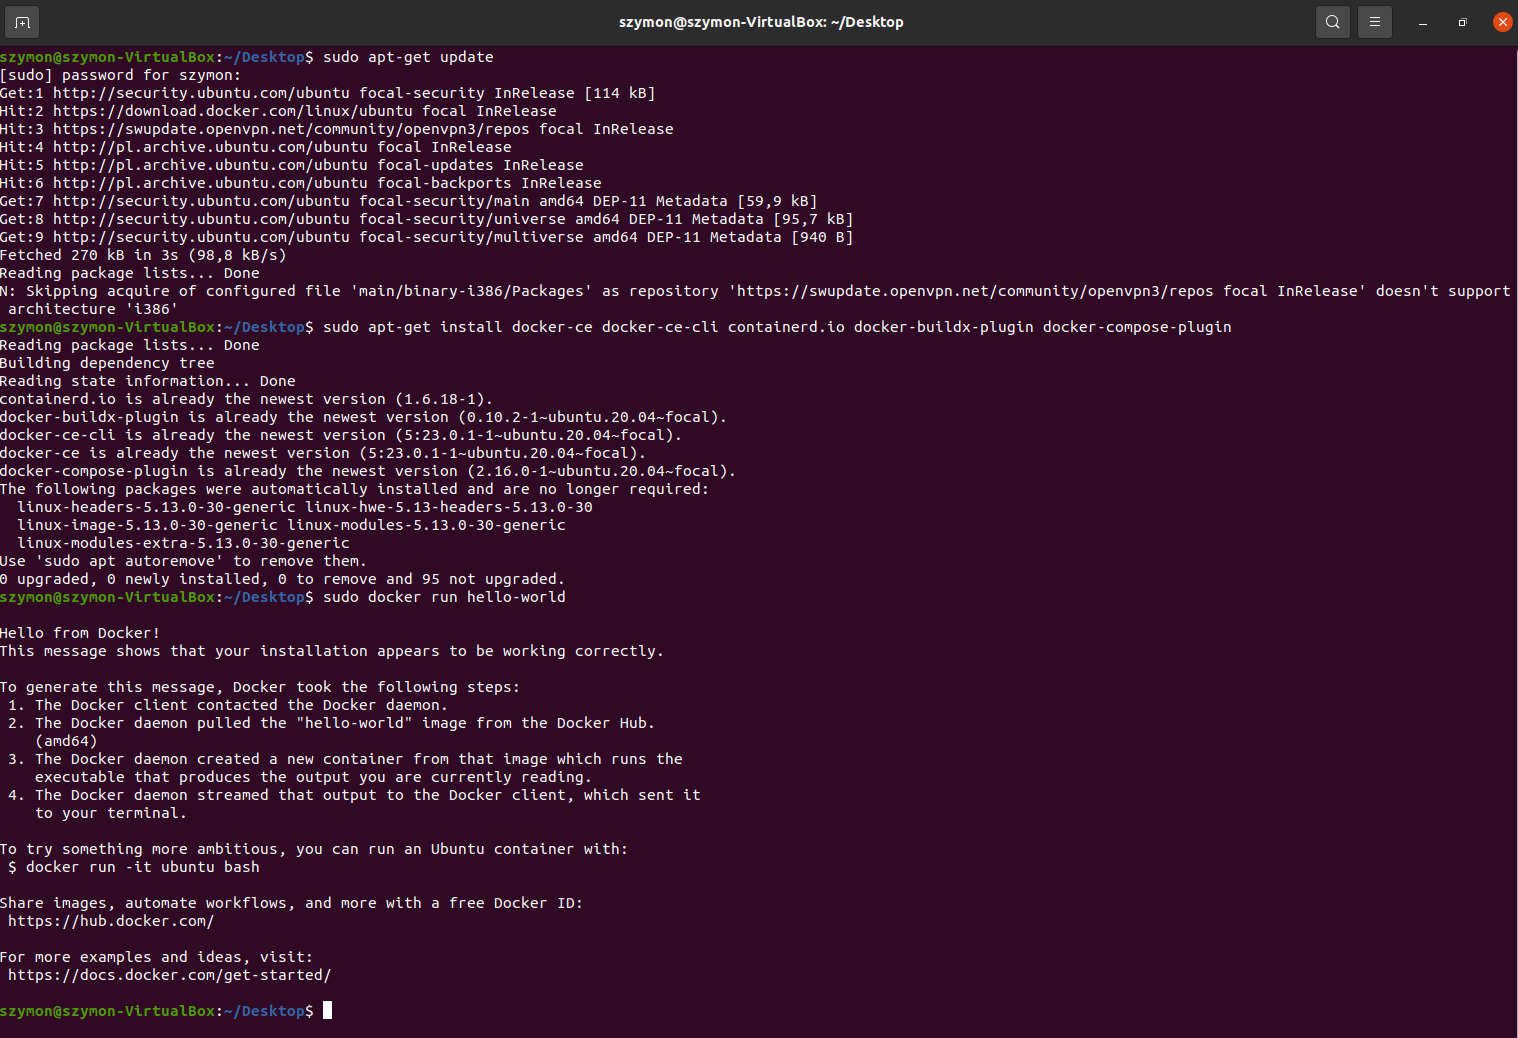 szymon@szymon-VirtualBox: ~/Desktop
szymon@szymon-VirtualBox:~/Desktop$ sudo apt-get update
[sudo] password for szymon:
Get:1 http://security.ubuntu.com/ubuntu focal-security InRelease [114 kB]
Hit:2 https://download.docker.com/linux/ubuntu focal InRelease
Hit:3 https://swupdate.openvpn.net/community/openvpn3/repos focal InRelease
Hit:4 http://pl.archive.ubuntu.com/ubuntu focal InRelease
Hit:5 http://pl.archive.ubuntu.com/ubuntu focal-updates InRelease
Hit:6 http://pl.archive.ubuntu.com/ubuntu focal-backports InRelease
Get:7 http://security.ubuntu.com/ubuntu focal-security/main amd64 DEP-11 Metadata [59,9 kB]
Get:8 http://security.ubuntu.com/ubuntu focal-security/universe amd64 DEP-11 Metadata [95,7 kB]
Get:9 http://security.ubuntu.com/ubuntu focal-security/multiverse amd64 DEP-11 Metadata [940 B]
Fetched 270 kB in 3s (98,8 kB/s)
Reading package lists... Done
N: Skipping acquire of configured file 'main/binary-i386/Packages' as repository 'https://swupdate.openvpn.net/community/openvpn3/repos focal InRelease' doesn't support
 architecture 'i386'
szymon@szymon-VirtualBox:~/Desktop$ sudo apt-get install docker-ce docker-ce-cli containerd.io docker-buildx-plugin docker-compose-plugin
Reading package lists... Done
Building dependency tree
Reading state information... Done
containerd.io is already the newest version (1.6.18-1).
docker-buildx-plugin is already the newest version (0.10.2-1~ubuntu.20.04~focal).
docker-ce-cli is already the newest version (5:23.0.1-1~ubuntu.20.04~focal).
docker-ce is already the newest version (5:23.0.1-1~ubuntu.20.04~focal).
docker-compose-plugin is already the newest version (2.16.0-1~ubuntu.20.04~focal).
The following packages were automatically installed and are no longer required:
  linux-headers-5.13.0-30-generic linux-hwe-5.13-headers-5.13.0-30
  linux-image-5.13.0-30-generic linux-modules-5.13.0-30-generic
  linux-modules-extra-5.13.0-30-generic
Use 'sudo apt autoremove' to remove them.
0 upgraded, 0 newly installed, 0 to remove and 95 not upgraded.
szymon@szymon-VirtualBox:~/Desktop$ sudo docker run hello-world

Hello from Docker!
This message shows that your installation appears to be working correctly.

To generate this message, Docker took the following steps:
 1. The Docker client contacted the Docker daemon.
 2. The Docker daemon pulled the "hello-world" image from the Docker Hub.
    (amd64)
 3. The Docker daemon created a new container from that image which runs the
    executable that produces the output you are currently reading.
 4. The Docker daemon streamed that output to the Docker client, which sent it
    to your terminal.

To try something more ambitious, you can run an Ubuntu container with:
 $ docker run -it ubuntu bash

Share images, automate workflows, and more with a free Docker ID:
 https://hub.docker.com/

For more examples and ideas, visit:
 https://docs.docker.com/get-started/

szymon@szymon-VirtualBox:~/Desktop$